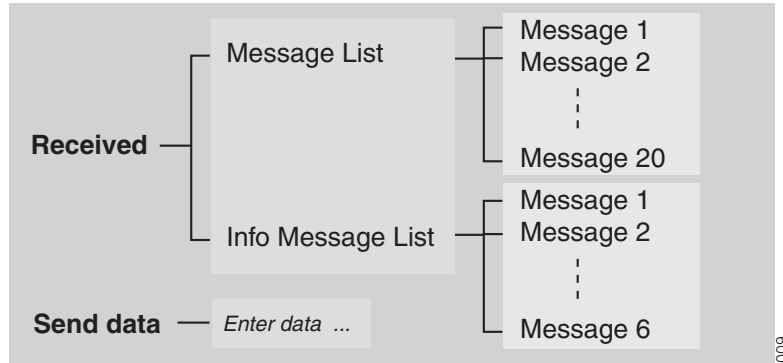 Received
Message List
Message 1
Message 2
Message 20
Info Message List
Message 1
Message 2
Message 6
Send data
Enter data ...
009